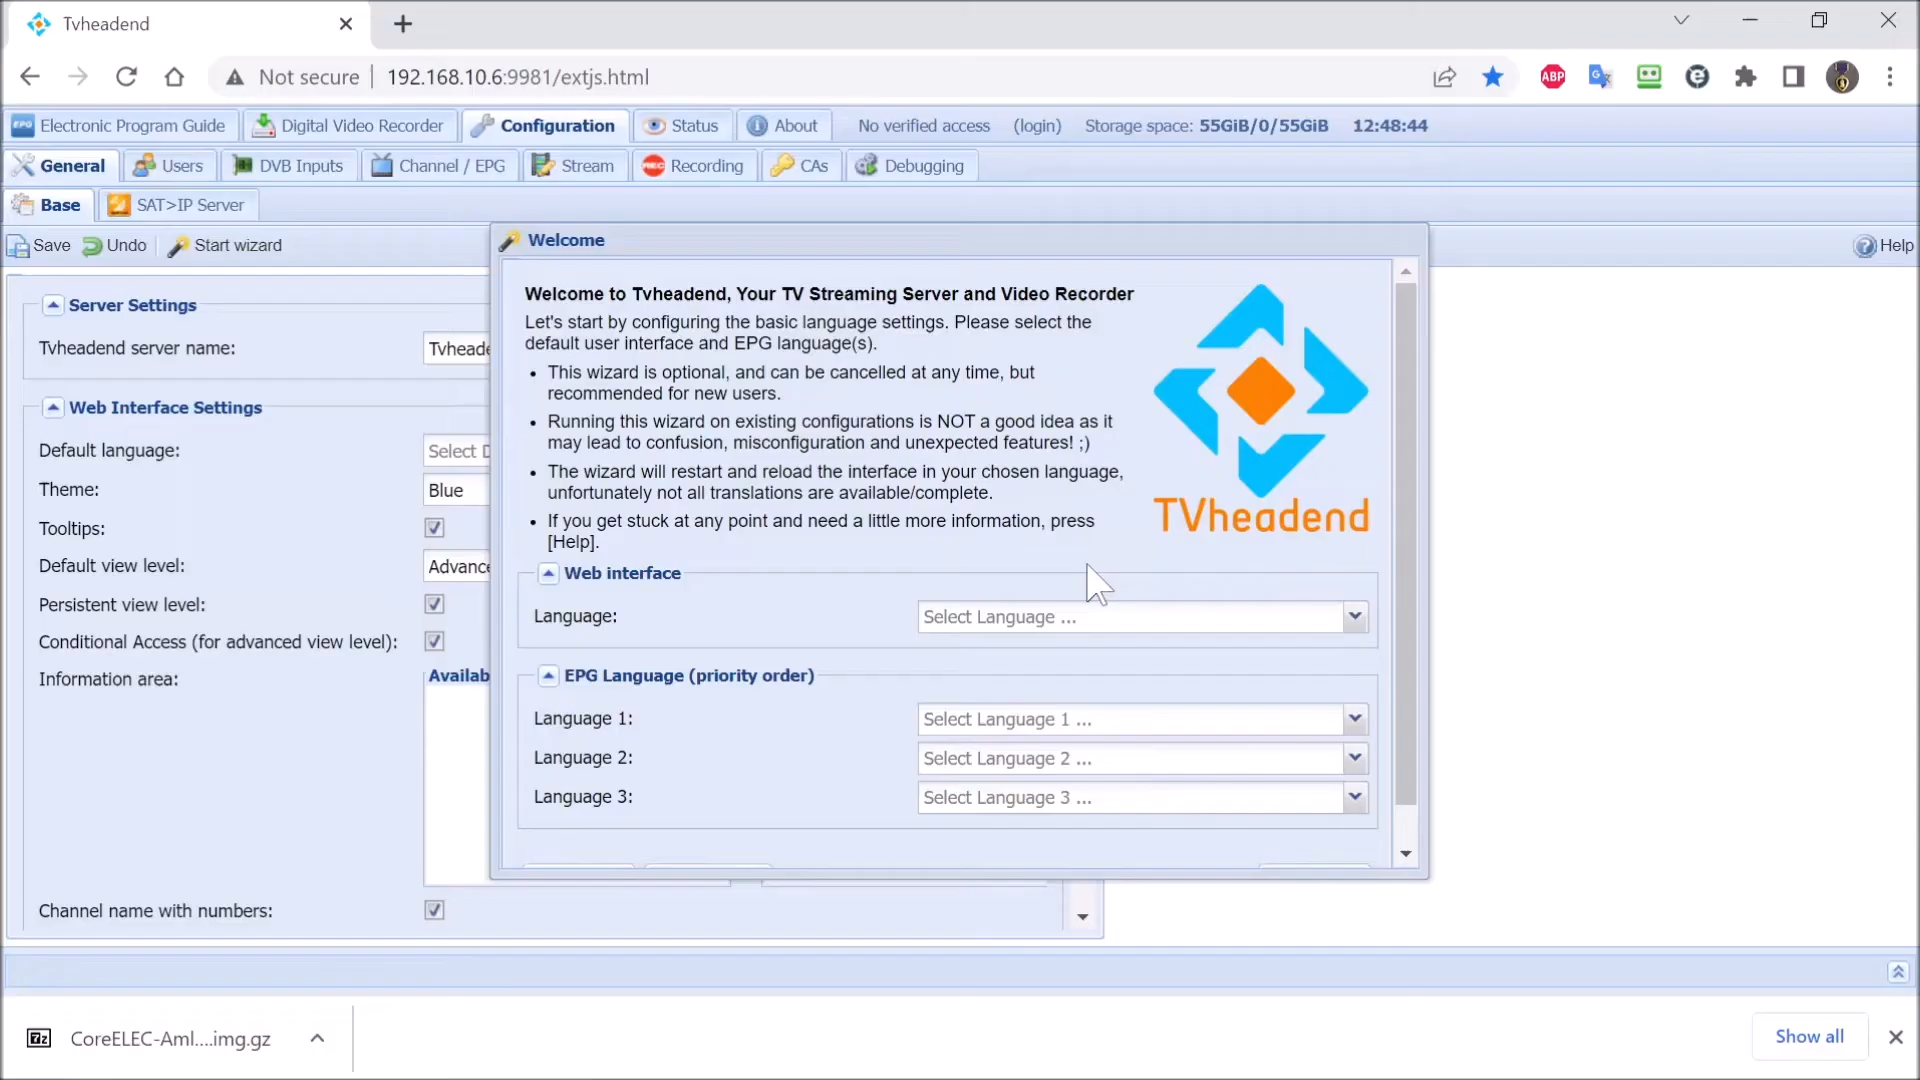 Tvheadend
Not secure 192.168.10.6:9981/extjs.html
ABP
EPG Electronic Program Guide Digital Video Recorder Configuration Status About No verified access (login) Storage space: 55GiB/0/55GiB 12:48:44
General Users DVB Inputs Channel / EPG Stream REC Recording CAs Debugging
Base SAT>IP Server
Save Undo Start wizard Help
Welcome
Welcome to Tvheadend, Your TV Streaming Server and Video Recorder
Let's start by configuring the basic language settings. Please select the
default user interface and EPG language(s).
• This wizard is optional, and can be cancelled at any time, but
recommended for new users.
• Running this wizard on existing configurations is NOT a good idea as it
may lead to confusion, misconfiguration and unexpected features! ;)
• The wizard will restart and reload the interface in your chosen language,
unfortunately not all translations are available/complete.
• If you get stuck at any point and need a little more information, press
[Help].
TVheadend
Web interface
Language: Select Language ...
EPG Language (priority order)
Language 1: Select Language 1 ...
Language 2: Select Language 2 ...
Language 3: Select Language 3 ...
Server Settings
Tvheadend server name: Tvheade
Web Interface Settings
Default language: Select D
Theme: Blue
Tooltips:
Default view level: Advance
Persistent view level:
Conditional Access (for advanced view level):
Information area: Availab
Channel name with numbers:
7z CoreELEC-Aml....img.gz Show all